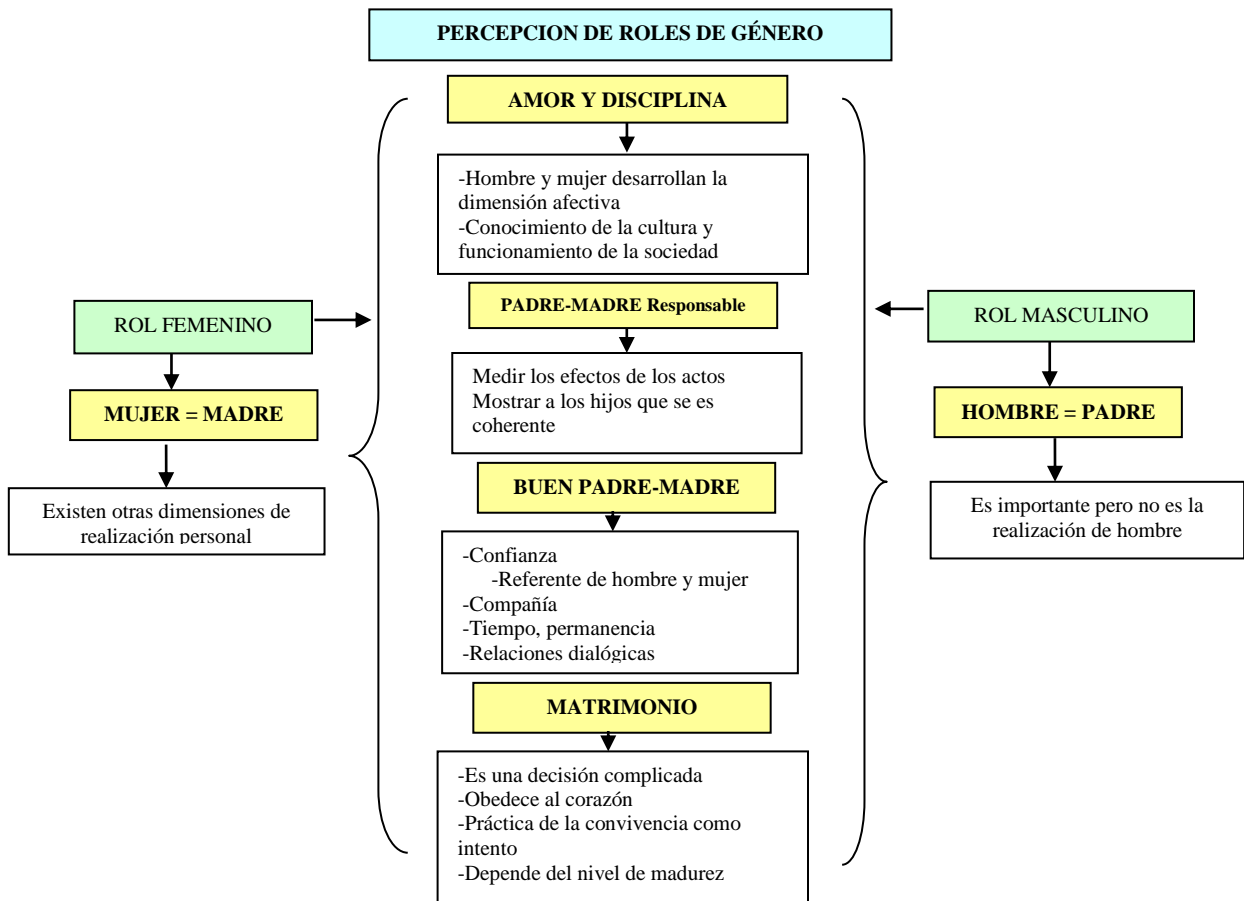 PERCEPCION DE ROLES DE GÉNERO
AMOR Y DISCIPLINA
-Hombre y mujer desarrollan la
dimensión afectiva
-Conocimiento de la cultura y
funcionamiento de la sociedad
ROL FEMENINO
PADRE-MADRE Responsable
ROL MASCULINO
Medir los efectos de los actos
Mostrar a los hijos que se es
coherente
MUJER = MADRE
HOMBRE = PADRE
Existen otras dimensiones de
realización personal
BUEN PADRE-MADRE
Es importante pero no es la
realización de hombre
-Confianza
-Referente de hombre y mujer
-Compañía
-Tiempo, permanencia
-Relaciones dialógicas
MATRIMONIO
-Es una decisión complicada
-Obedece al corazón
-Práctica de la convivencia como
intento
-Depende del nivel de madurez